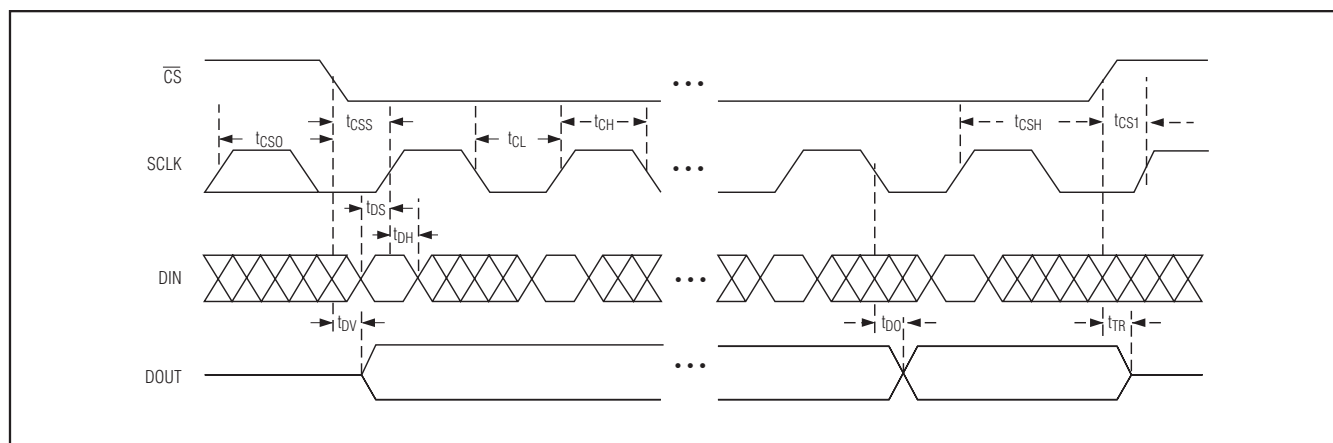 CS
tCSS
tCH
tCSO
tCL
tCSH
tCS1
SCLK
tDS
tDH
DIN
tDV
tDO
tTR
DOUT